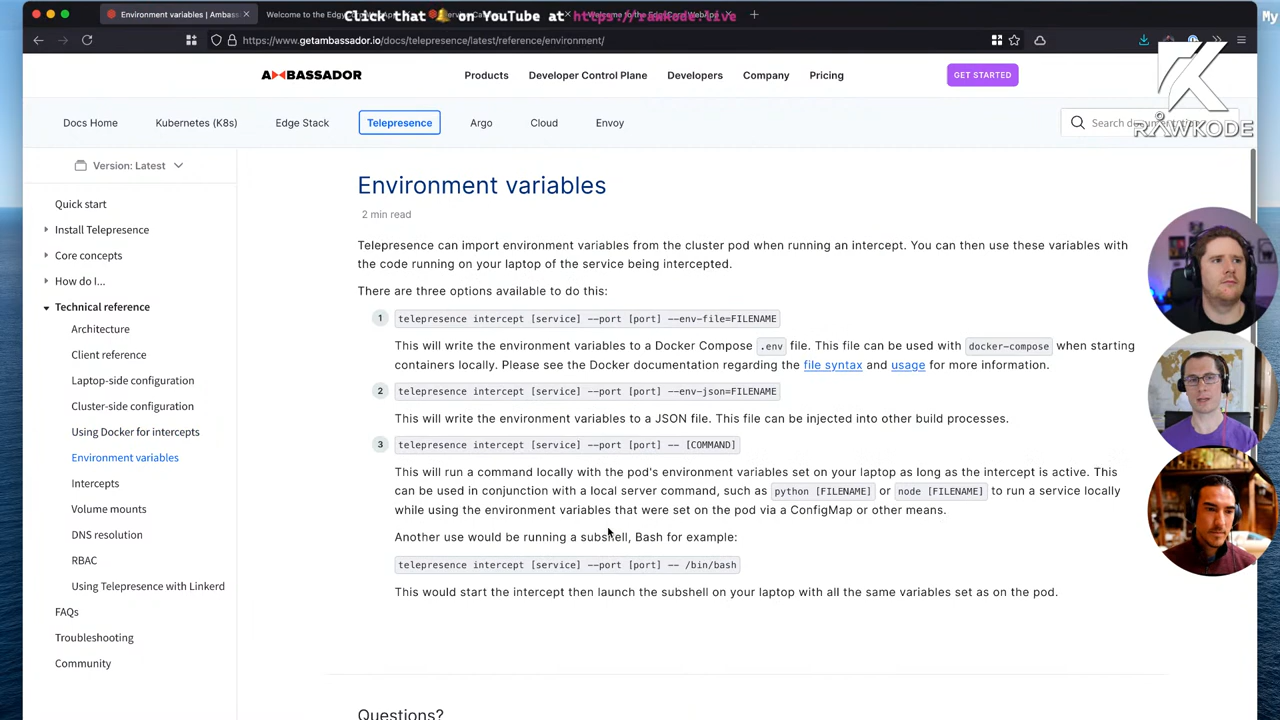 Click that 🔔 on YouTube at https://rawkode.live
My
Environment variables | Ambass
Welcome to the Edgy
https://www.getambassador.io/docs/telepresence/latest/reference/environment/
AMBASSADOR
Products
Developer Control Plane
Developers
Company
Pricing
GET STARTED
RAWKODE
Docs Home
Kubernetes (K8s)
Edge Stack
Telepresence
Argo
Cloud
Envoy
Search
Version: Latest
Quick start
Install Telepresence
Core concepts
How do I...
Technical reference
Architecture
Client reference
Laptop-side configuration
Cluster-side configuration
Using Docker for intercepts
Environment variables
Intercepts
Volume mounts
DNS resolution
RBAC
Using Telepresence with Linkerd
FAQs
Troubleshooting
Community
Environment variables
2 min read
Telepresence can import environment variables from the cluster pod when running an intercept. You can then use these variables with
the code running on your laptop of the service being intercepted.
There are three options available to do this:
1 telepresence intercept [service] --port [port] --env-file=FILENAME
This will write the environment variables to a Docker Compose .env file. This file can be used with docker-compose when starting
containers locally. Please see the Docker documentation regarding the file syntax and usage for more information.
2 telepresence intercept [service] --port [port] --env-json=FILENAME
This will write the environment variables to a JSON file. This file can be injected into other build processes.
3 telepresence intercept [service] --port [port] -- [COMMAND]
This will run a command locally with the pod's environment variables set on your laptop as long as the intercept is active. This
can be used in conjunction with a local server command, such as python [FILENAME] or node [FILENAME] to run a service locally
while using the environment variables that were set on the pod via a ConfigMap or other means.
Another use would be running a subshell, Bash for example:
telepresence intercept [service] --port [port] -- /bin/bash
This would start the intercept then launch the subshell on your laptop with all the same variables set as on the pod.
Questions?